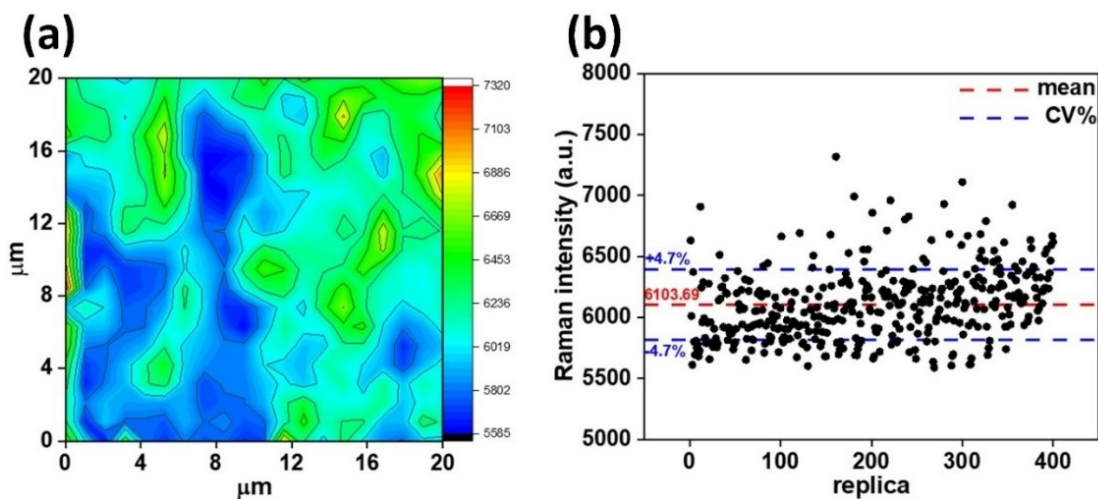 (a)
20
16
12
8
4
0
μm
0 4 8 12 16 20
μm
7320
7103
6886
6669
6453
6236
6019
5802
5585
(b)
8000
7500
7000
6500
6000
5500
5000
Raman intensity (a.u.)
mean
CV%
+4.7%
6103.69
-4.7%
0 100 200 300 400
replica